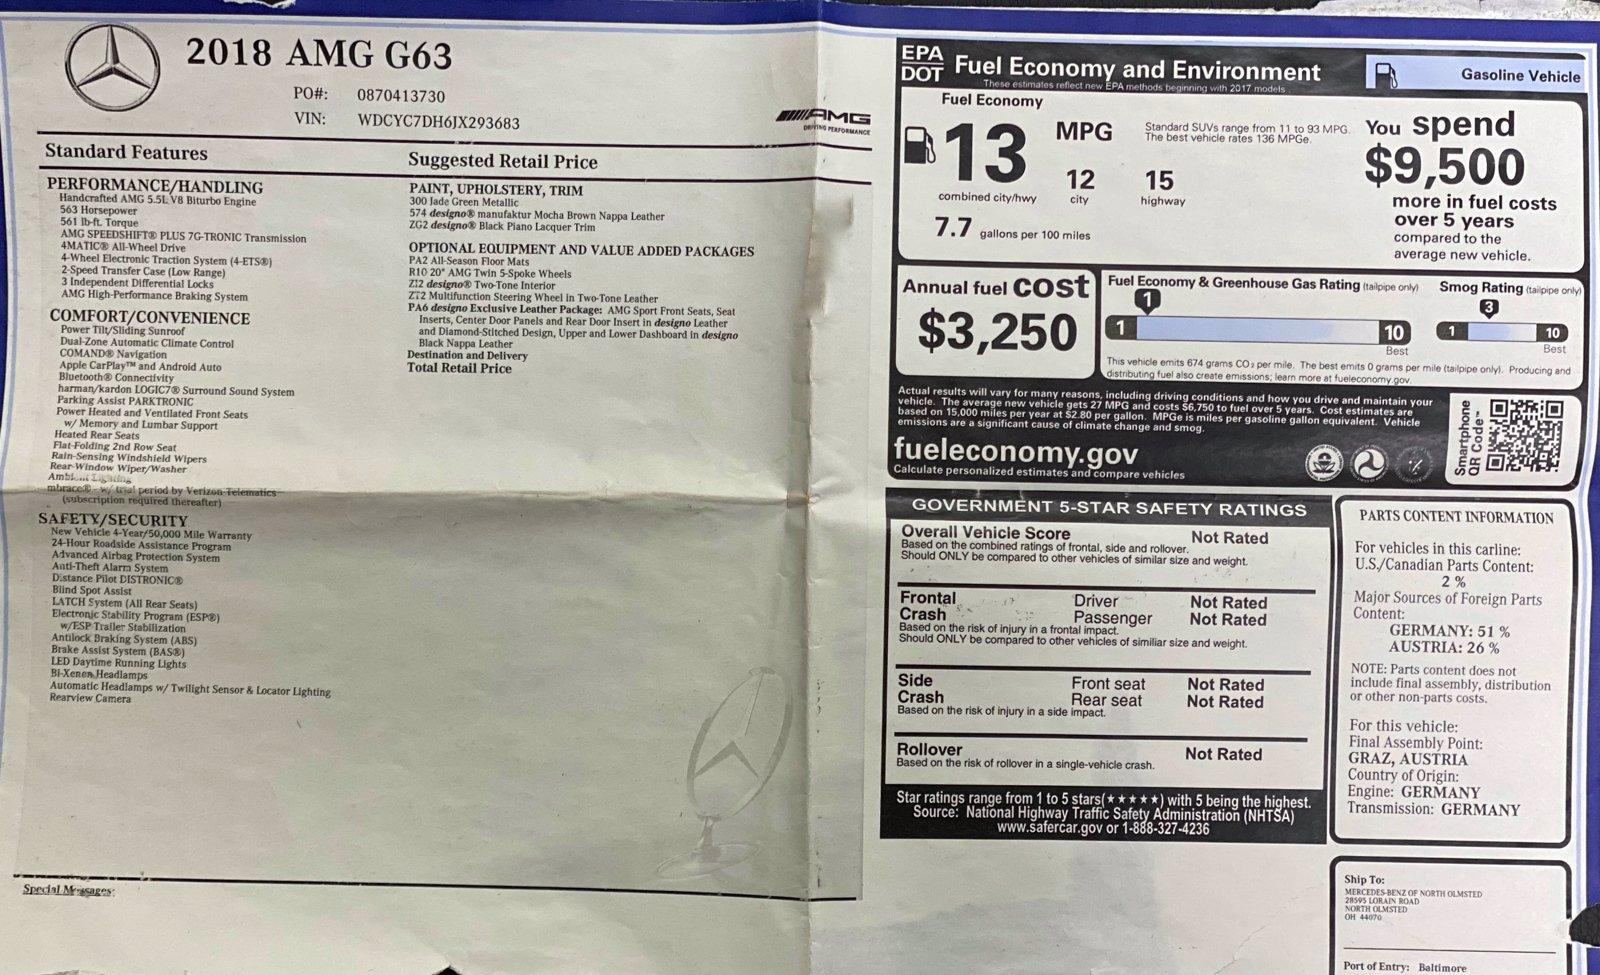 2018 AMG G63
PO#: 0870413730
VIN: WDCYC7DH6JX293683
AMG
DRIVING PERFORMANCE
Standard Features
PERFORMANCE/HANDLING
Handcrafted AMG 5.5L V8 Biturbo Engine
563 Horsepower
561 lb-ft. Torque
AMG SPEEDSHIFT® PLUS 7G-TRONIC Transmission
4MATIC® All-Wheel Drive
4-Wheel Electronic Traction System (4-ETS®)
2-Speed Transfer Case (Low Range)
3 Independent Differential Locks
AMG High-Performance Braking System
COMFORT/CONVENIENCE
Power Tilt/Sliding Sunroof
Dual-Zone Automatic Climate Control
COMAND® Navigation
Apple CarPlay™ and Android Auto
Bluetooth® Connectivity
harman/kardon LOGIC7® Surround Sound System
Parking Assist PARKTRONIC
Power Heated and Ventilated Front Seats
w/ Memory and Lumbar Support
Heated Rear Seats
Flat-Folding 2nd Row Seat
Rain-Sensing Windshield Wipers
Rear-Window Wiper/Washer
Ambient Lighting
mbrace® - w/ trial period by Verizon Telematics
(subscription required thereafter)
SAFETY/SECURITY
New Vehicle 4-Year/50,000 Mile Warranty
24-Hour Roadside Assistance Program
Advanced Airbag Protection System
Anti-Theft Alarm System
Distance Pilot DISTRONIC®
Blind Spot Assist
LATCH System (All Rear Seats)
Electronic Stability Program (ESP®)
w/ESP Trailer Stabilization
Antilock Braking System (ABS)
Brake Assist System (BAS®)
LED Daytime Running Lights
Bi-Xenon Headlamps
Automatic Headlamps w/ Twilight Sensor & Locator Lighting
Rearview Camera
Special Messages:
Suggested Retail Price
PAINT, UPHOLSTERY, TRIM
300 Jade Green Metallic
574 designo® manufaktur Mocha Brown Nappa Leather
ZG2 designo® Black Piano Lacquer Trim
OPTIONAL EQUIPMENT AND VALUE ADDED PACKAGES
PA2 All-Season Floor Mats
R10 20" AMG Twin 5-Spoke Wheels
ZI2 designo® Two-Tone Interior
ZT2 Multifunction Steering Wheel in Two-Tone Leather
PA6 designo Exclusive Leather Package: AMG Sport Front Seats, Seat
Inserts, Center Door Panels and Rear Door Insert in designo Leather
and Diamond-Stitched Design, Upper and Lower Dashboard in designo
Black Nappa Leather
Destination and Delivery
Total Retail Price
EPA
DOT
Fuel Economy and Environment
These estimates reflect new EPA methods beginning with 2017 models
Gasoline Vehicle
Fuel Economy
13 MPG
combined city/hwy
12
city
15
highway
7.7 gallons per 100 miles
Standard SUVs range from 11 to 93 MPG.
The best vehicle rates 136 MPGe.
You spend
$9,500
more in fuel costs
over 5 years
compared to the
average new vehicle.
Annual fuel cost
$3,250
Fuel Economy & Greenhouse Gas Rating (tailpipe only)
1
1
10
Best
Smog Rating (tailpipe only)
3
1
10
Best
This vehicle emits 674 grams CO₂ per mile. The best emits 0 grams per mile (tailpipe only). Producing and
distributing fuel also create emissions; learn more at fueleconomy.gov.
Actual results will vary for many reasons, including driving conditions and how you drive and maintain your
vehicle. The average new vehicle gets 27 MPG and costs $6,750 to fuel over 5 years. Cost estimates are
based on 15,000 miles per year at $2.80 per gallon. MPGe is miles per gasoline gallon equivalent. Vehicle
emissions are a significant cause of climate change and smog.
fueleconomy.gov
Calculate personalized estimates and compare vehicles
Smartphone
QR Code™
GOVERNMENT 5-STAR SAFETY RATINGS
Overall Vehicle Score Not Rated
Based on the combined ratings of frontal, side and rollover.
Should ONLY be compared to other vehicles of similar size and weight.
Frontal Driver Not Rated
Crash Passenger Not Rated
Based on the risk of injury in a frontal impact.
Should ONLY be compared to other vehicles of similiar size and weight.
Side Front seat Not Rated
Crash Rear seat Not Rated
Based on the risk of injury in a side impact.
Rollover Not Rated
Based on the risk of rollover in a single-vehicle crash.
Star ratings range from 1 to 5 stars(★★★★★) with 5 being the highest.
Source: National Highway Traffic Safety Administration (NHTSA)
www.safercar.gov or 1-888-327-4236
PARTS CONTENT INFORMATION
For vehicles in this carline:
U.S./Canadian Parts Content:
2 %
Major Sources of Foreign Parts
Content:
GERMANY: 51 %
AUSTRIA: 26 %
NOTE: Parts content does not
include final assembly, distribution
or other non-parts costs.
For this vehicle:
Final Assembly Point:
GRAZ, AUSTRIA
Country of Origin:
Engine: GERMANY
Transmission: GERMANY
Ship To:
MERCEDES-BENZ OF NORTH OLMSTED
28595 LORAIN ROAD
NORTH OLMSTED
OH 44070
Port of Entry: Baltimore